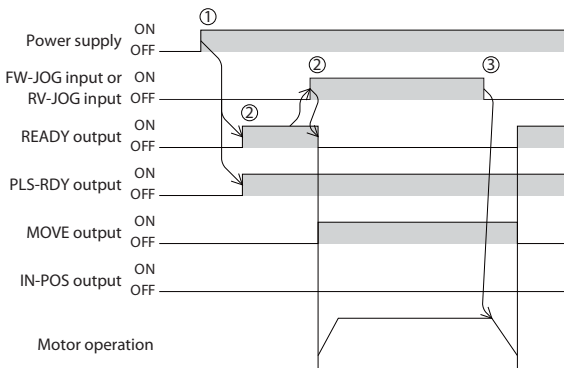 ①
Power supply ON
OFF
FW-JOG input or
RV-JOG input ON
OFF
② ③
READY output ON
OFF
②
PLS-RDY output ON
OFF
MOVE output ON
OFF
IN-POS output ON
OFF
Motor operation